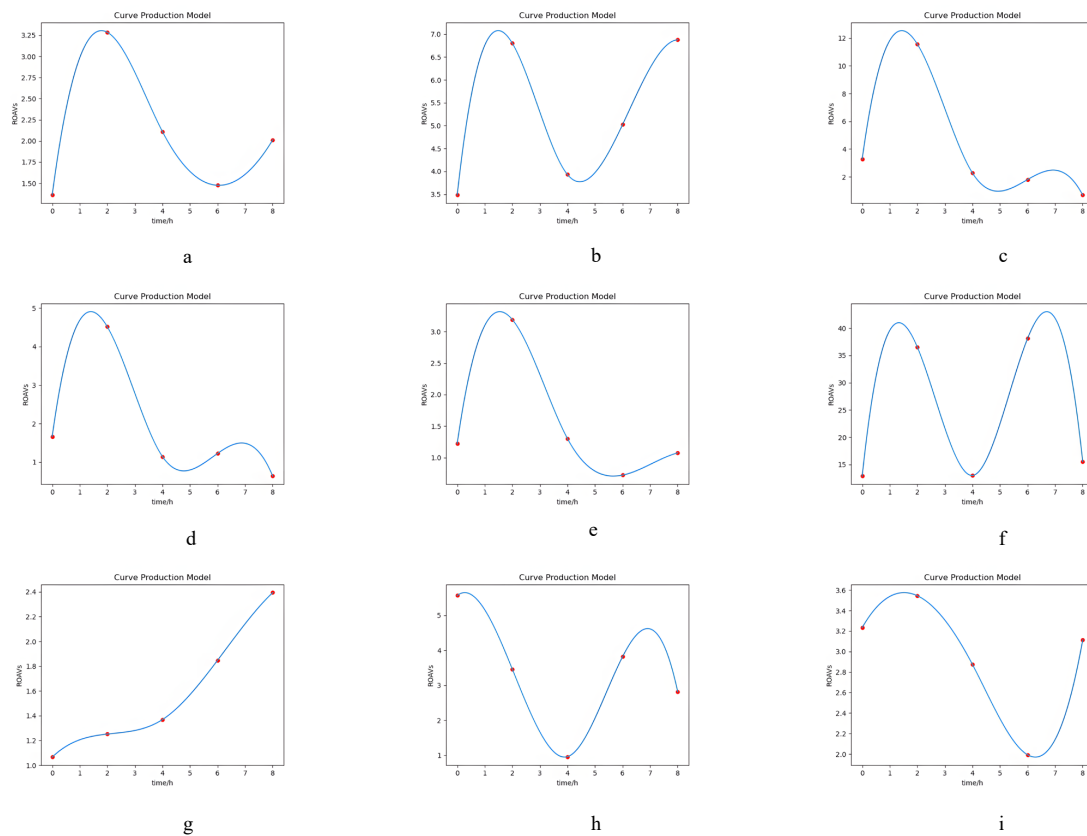 Curve Production Model
3.25
3.00
2.75
2.50
2.25
2.00
1.75
1.50
ROAVs
0 1 2 3 4 5 6 7 8
time/h
a
Curve Production Model
7.0
6.5
6.0
5.5
5.0
4.5
4.0
3.5
ROAVs
0 1 2 3 4 5 6 7 8
time/h
b
Curve Production Model
12
10
8
6
4
2
ROAVs
0 1 2 3 4 5 6 7 8
time/h
c
Curve Production Model
5
4
3
2
1
ROAVs
0 1 2 3 4 5 6 7 8
time/h
d
Curve Production Model
3.0
2.5
2.0
1.5
1.0
ROAVs
0 1 2 3 4 5 6 7 8
time/h
e
Curve Production Model
40
35
30
25
20
15
ROAVs
0 1 2 3 4 5 6 7 8
time/h
f
Curve Production Model
2.4
2.2
2.0
1.8
1.6
1.4
1.2
1.0
ROAVs
0 1 2 3 4 5 6 7 8
time/h
g
Curve Production Model
5
4
3
2
1
ROAVs
0 1 2 3 4 5 6 7 8
time/h
h
Curve Production Model
3.6
3.4
3.2
3.0
2.8
2.6
2.4
2.2
2.0
ROAVs
0 1 2 3 4 5 6 7 8
time/h
i